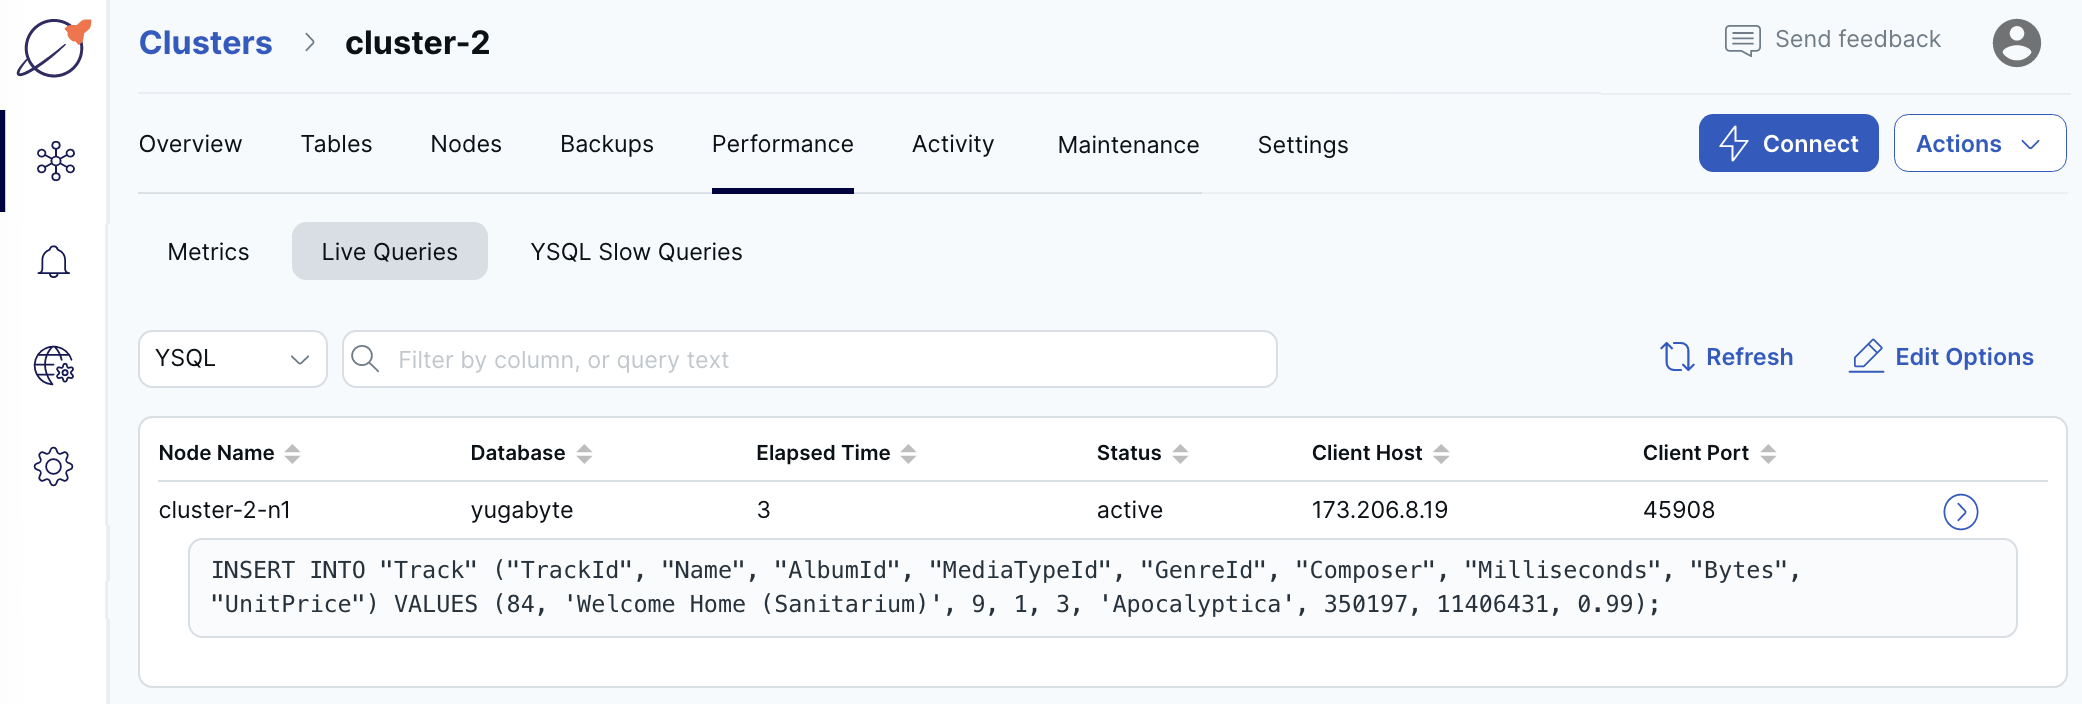 Clusters > cluster-2
Send feedback
Overview Tables Nodes Backups Performance Activity Maintenance Settings
Connect Actions
Metrics Live Queries YSQL Slow Queries
YSQL Filter by column, or query text
Refresh Edit Options
Node Name Database Elapsed Time Status Client Host Client Port
cluster-2-n1 yugabyte 3 active 173.206.8.19 45908
INSERT INTO "Track" ("TrackId", "Name", "AlbumId", "MediaTypeId", "GenreId", "Composer", "Milliseconds", "Bytes",
"UnitPrice") VALUES (84, 'Welcome Home (Sanitarium)', 9, 1, 3, 'Apocalyptica', 350197, 11406431, 0.99);